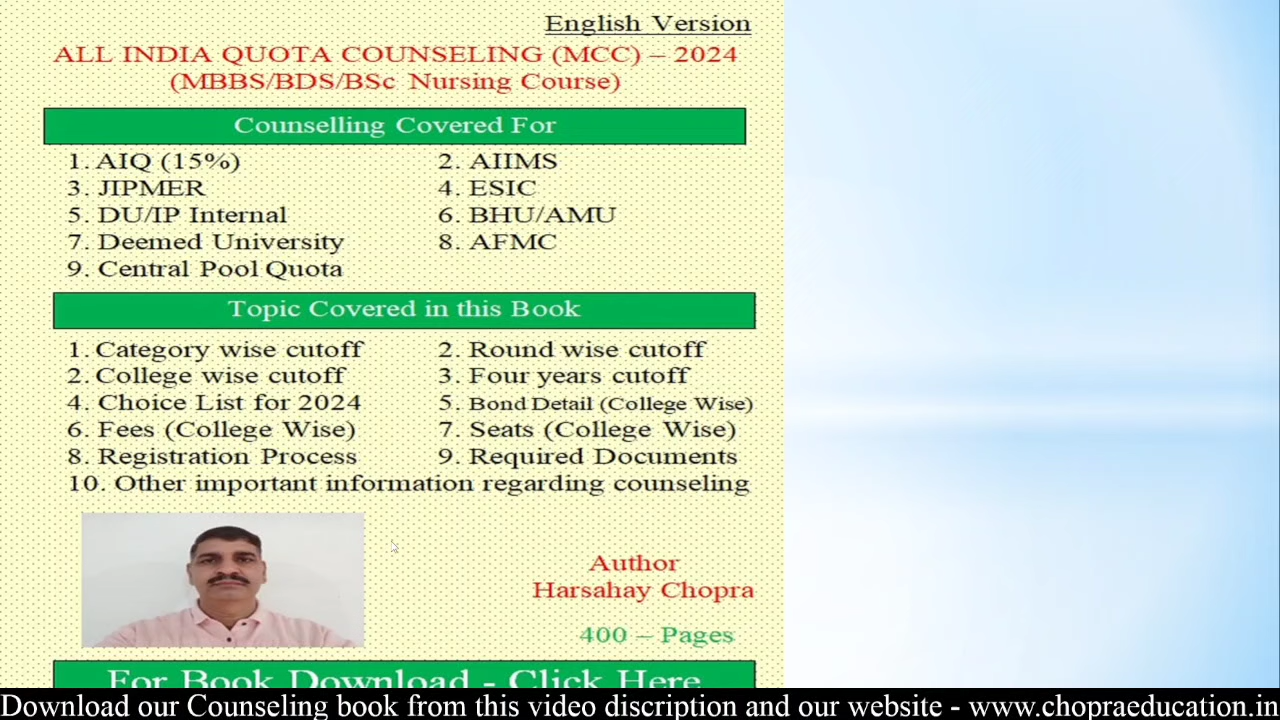 English Version
ALL INDIA QUOTA COUNSELING (MCC) – 2024
(MBBS/BDS/BSc Nursing Course)
Counselling Covered For
1. AIQ (15%) 2. AIIMS
3. JIPMER 4. ESIC
5. DU/IP Internal 6. BHU/AMU
7. Deemed University 8. AFMC
9. Central Pool Quota
Topic Covered in this Book
1. Category wise cutoff 2. Round wise cutoff
2. College wise cutoff 3. Four years cutoff
4. Choice List for 2024 5. Bond Detail (College Wise)
6. Fees (College Wise) 7. Seats (College Wise)
8. Registration Process 9. Required Documents
10. Other important information regarding counseling
Author
Harsahay Chopra
400 – Pages
For Book Download - Click Here
Download our Counseling book from this video discription and our website - www.chopraeducation.in